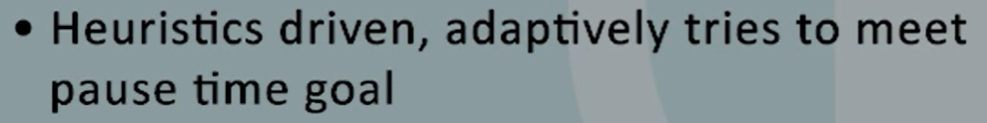 • Heuristics driven, adaptively tries to meet
pause time goal